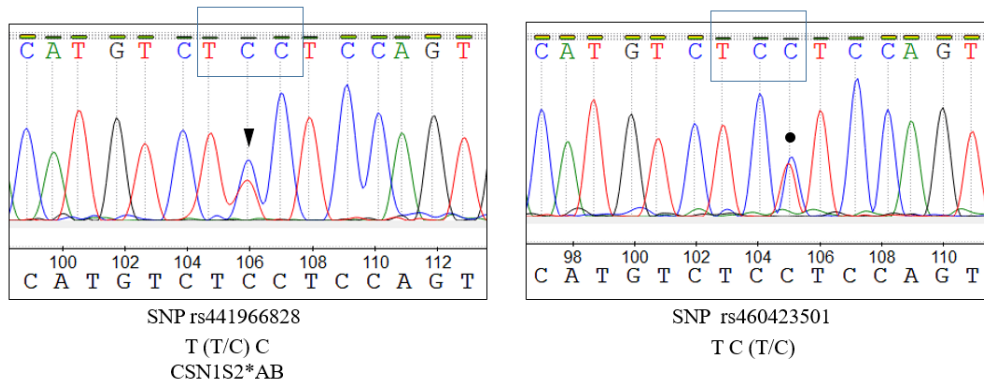 C A T G T C T C C T C C A G T
100 102 104 106 108 110 112
C A T G T C T C C T C C A G T
SNP rs441966828
T (T/C) C
CSN1S2*AB
C A T G T C T C C T C C A G T
98 100 102 104 106 108 110
C A T G T C T C C T C C A G T
SNP rs460423501
T C (T/C)